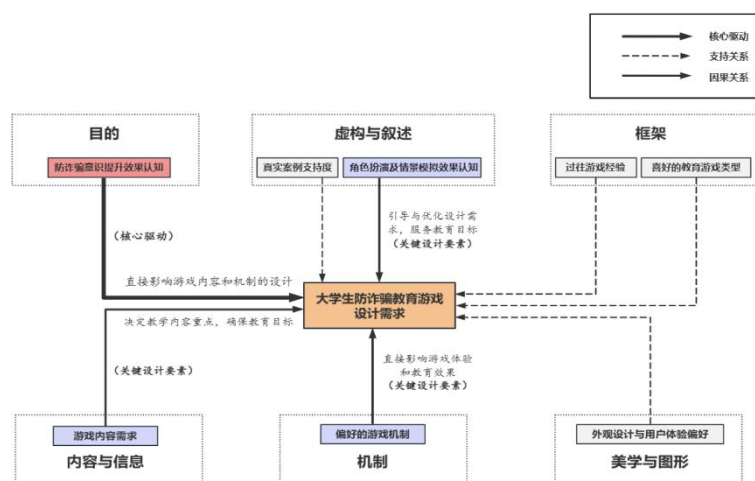 核心驱动
支持关系
因果关系
目的
防诈骗意识提升效果认知
虚构与叙述
真实案例支持度
角色扮演及情景模拟效果认知
框架
过往游戏经验
喜好的教育游戏类型
（核心驱动）
直接影响游戏内容和机制的设计
引导与优化设计需
求，服务教育目标
（关键设计要素）
大学生防诈骗教育游戏
设计需求
决定教学内容重点，确保教育目标
（关键设计要素）
直接影响游戏体验
和教育效果
（关键设计要素）
游戏内容需求
内容与信息
偏好的游戏机制
机制
外观设计与用户体验偏好
美学与图形